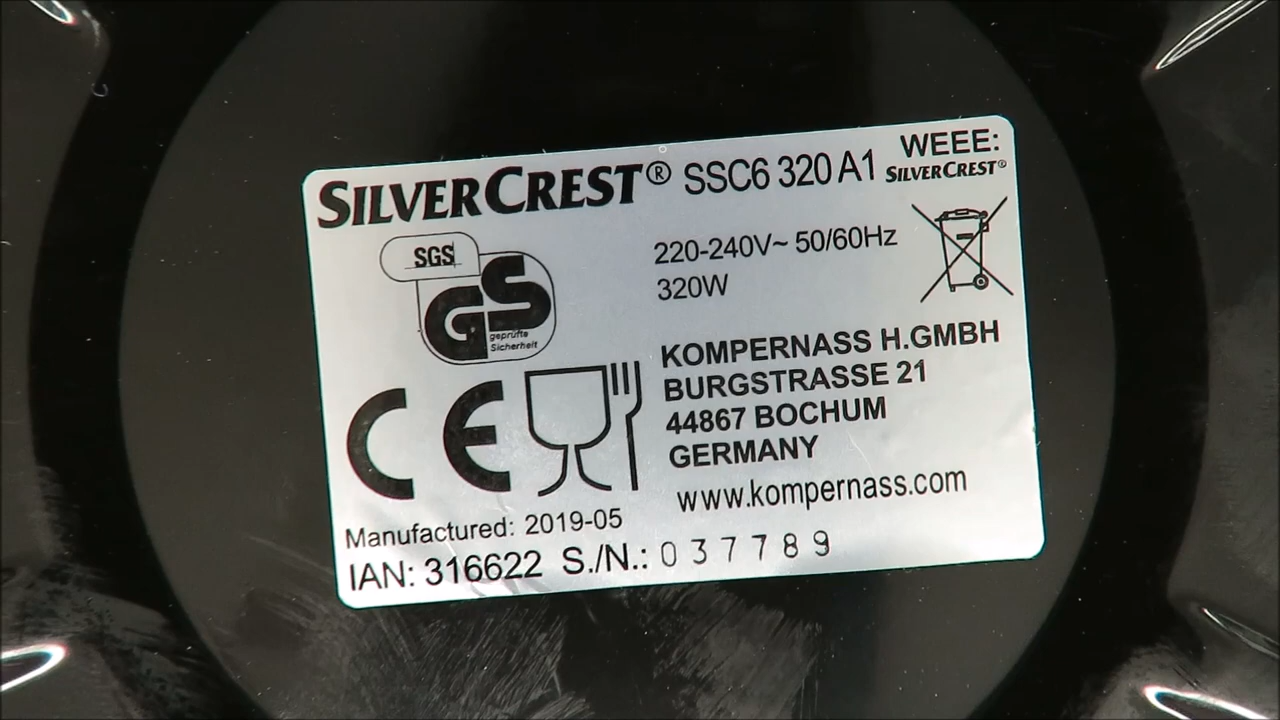 SILVERCREST® SSC6 320 A1
WEEE:
SILVERCREST®
SGS
GS
geprüfte
Sicherheit
220-240V~ 50/60Hz
320W
KOMPERNASS H.GMBH
BURGSTRASSE 21
44867 BOCHUM
GERMANY
www.kompernass.com
CE
Manufactured: 2019-05
IAN: 316622 S./N.: 037789